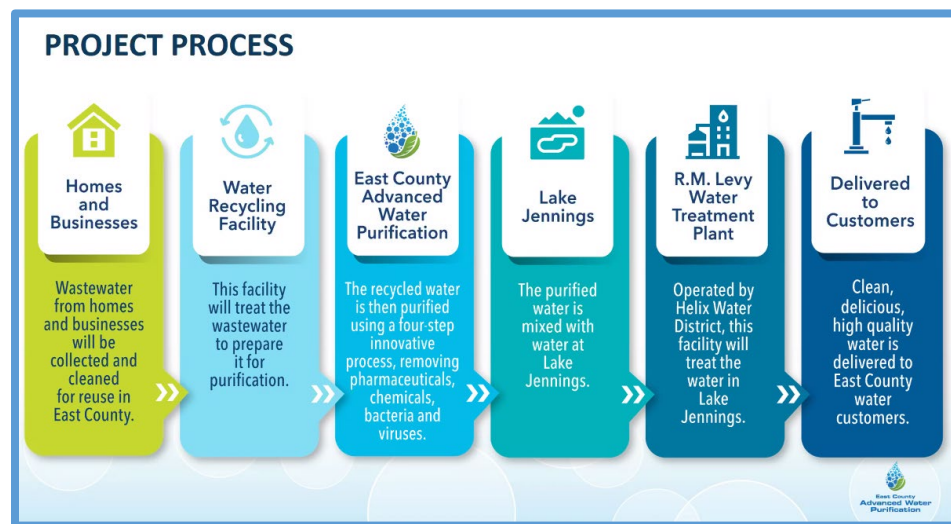 PROJECT PROCESS
Homes
and
Businesses
Wastewater
from homes
and businesses
will be
collected and
cleaned
for reuse in
East County.
Water
Recycling
Facility
This facility
will treat the
wastewater
to prepare
it for
purification.
East County
Advanced
Water
Purification
The recycled water
is then purified
using a four-step
innovative
process, removing
pharmaceuticals,
chemicals,
bacteria and
viruses.
Lake
Jennings
The purified
water is
mixed with
water at
Lake
Jennings.
R.M. Levy
Water
Treatment
Plant
Operated by
Helix Water
District, this
facility will
treat the
water in
Lake
Jennings.
Delivered
to
Customers
Clean,
delicious,
high quality
water is
delivered to
East County
water
customers.
East County
Advanced Water
Purification